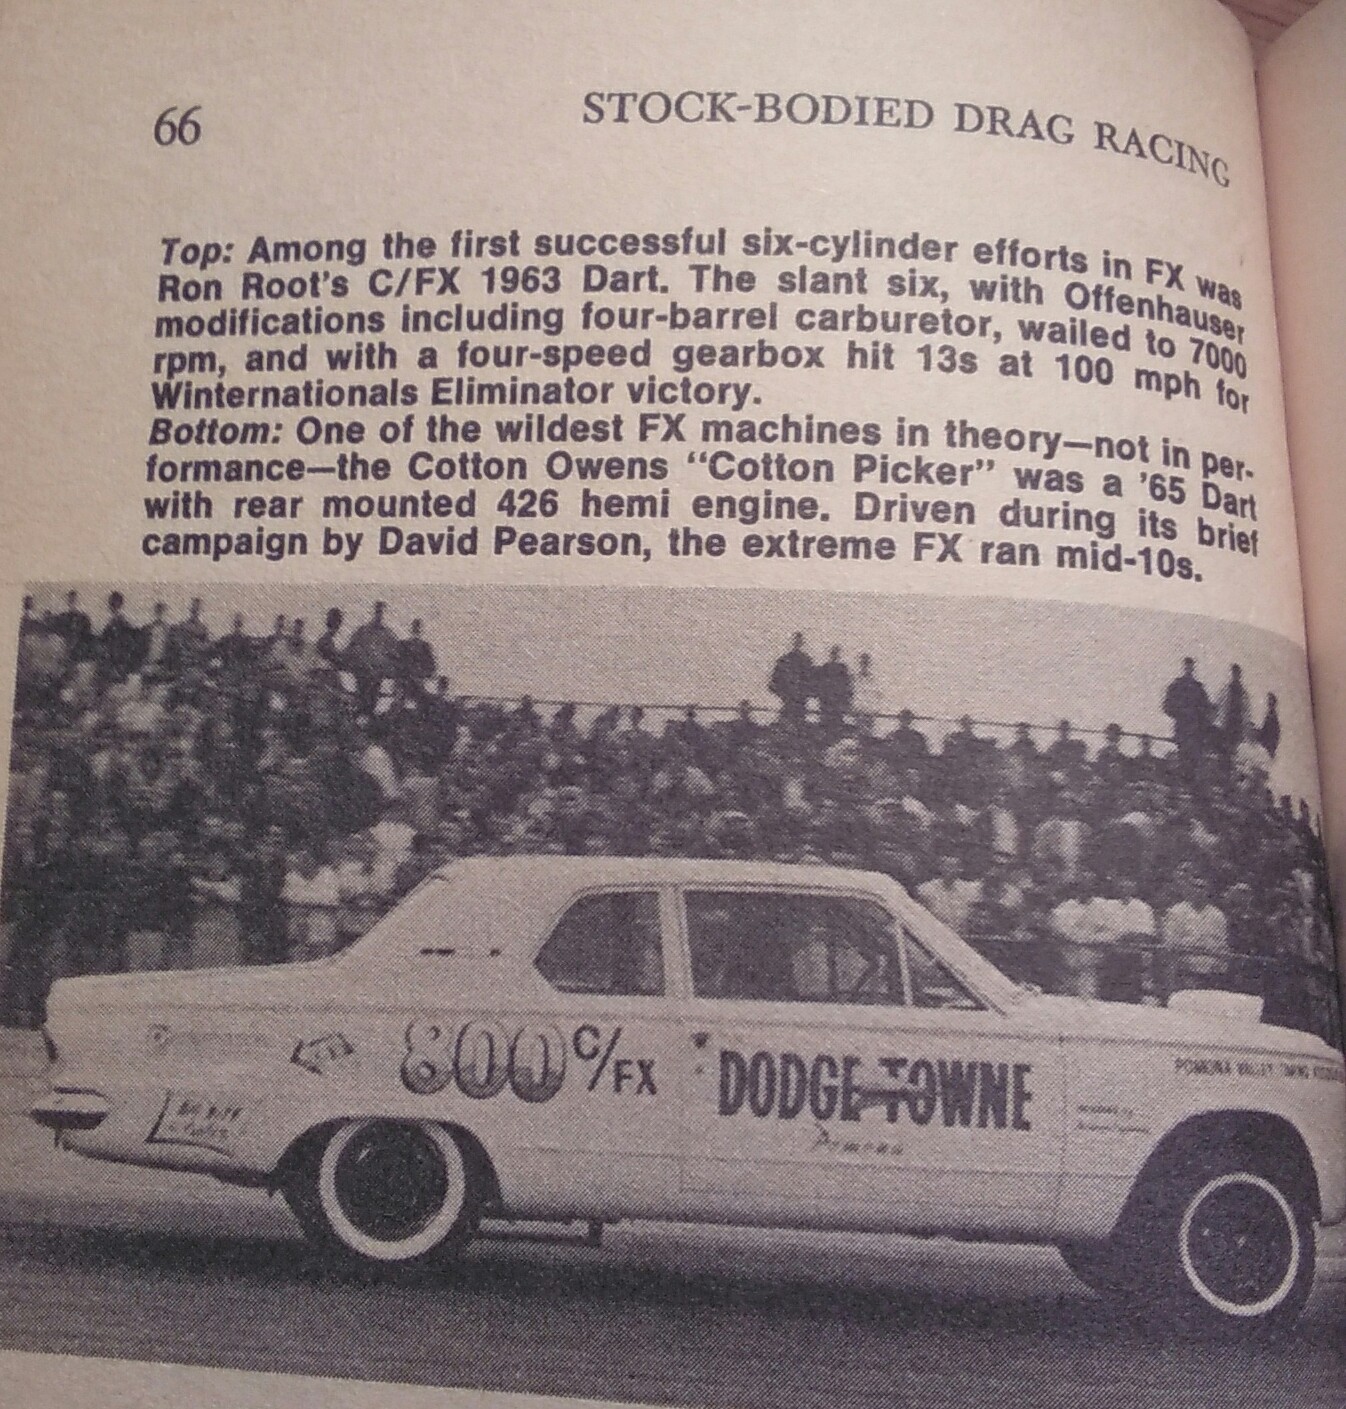 66
STOCK-BODIED DRAG RACING
Top: Among the first successful six-cylinder efforts in FX was
Ron Root's C/FX 1963 Dart. The slant six, with Offenhauser
modifications including four-barrel carburetor, wailed to 7000
rpm, and with a four-speed gearbox hit 13s at 100 mph for
Winternationals Eliminator victory.
Bottom: One of the wildest FX machines in theory—not in per-
formance—the Cotton Owens “Cotton Picker” was a ’65 Dart
with rear mounted 426 hemi engine. Driven during its brief
campaign by David Pearson, the extreme FX ran mid-10s.
800 C/FX
DODGE TOWNE
Pomona
POMONA VALLEY TIMING